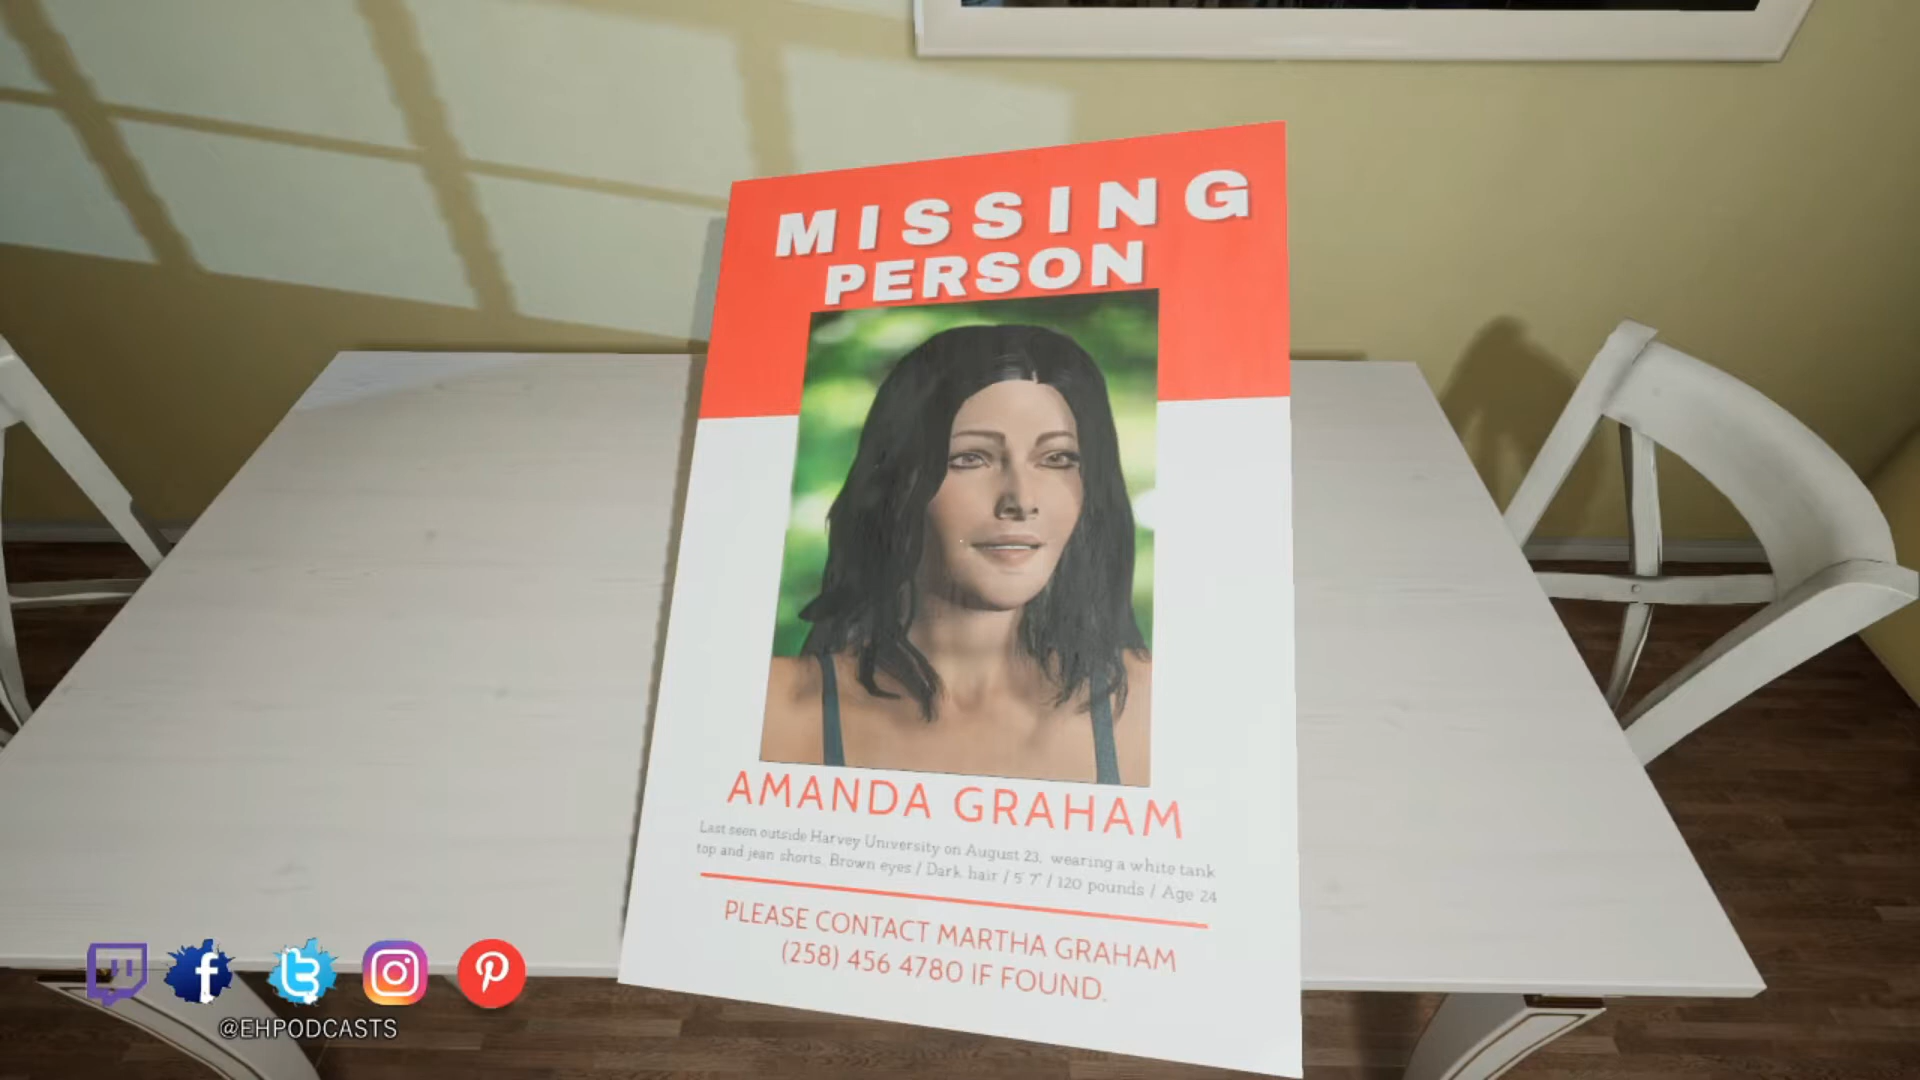 MISSING
PERSON
AMANDA GRAHAM
Last seen outside Harvey University on August 23, wearing a white tank
top and jean shorts. Brown eyes / Dark hair / 5' 7" / 120 pounds / Age 24
PLEASE CONTACT MARTHA GRAHAM
(258) 456 4780 IF FOUND.
@EHPODCASTS